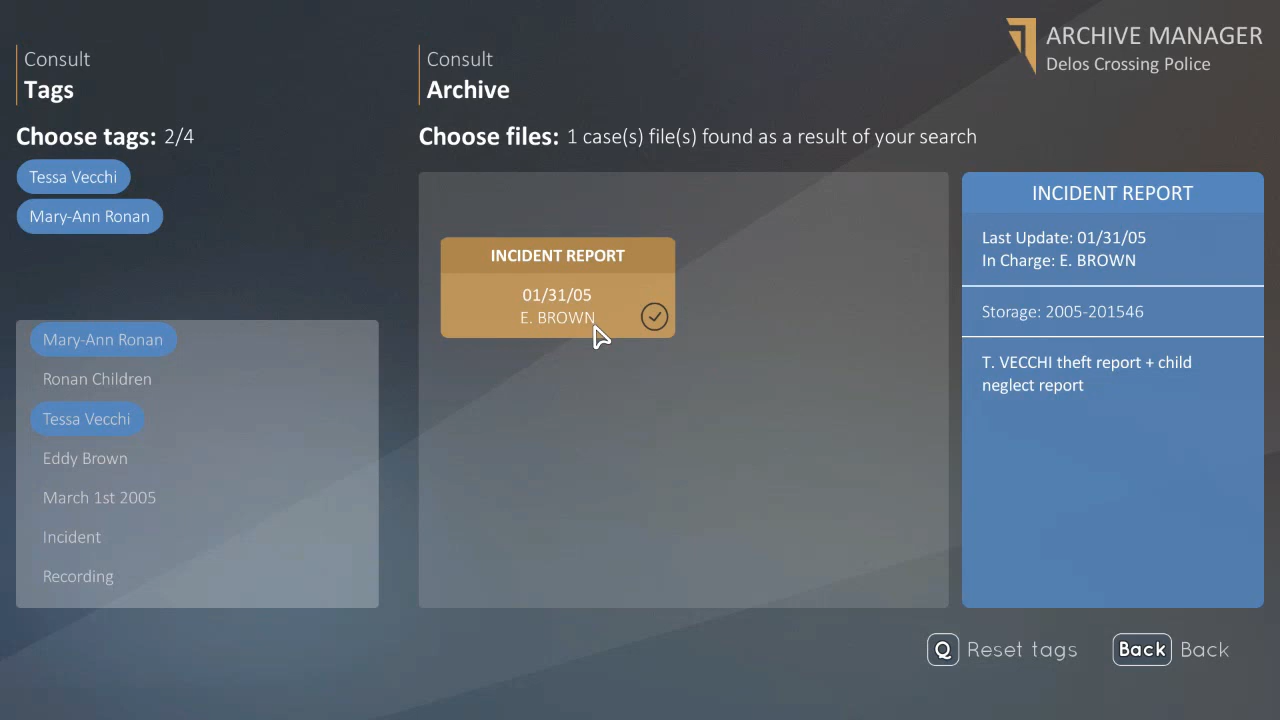 Consult
Tags
Choose tags: 2/4
Tessa Vecchi
Mary-Ann Ronan
Mary-Ann Ronan
Ronan Children
Tessa Vecchi
Eddy Brown
March 1st 2005
Incident
Recording
Consult
Archive
Choose files: 1 case(s) file(s) found as a result of your search
INCIDENT REPORT
01/31/05
E. BROWN
ARCHIVE MANAGER
Delos Crossing Police
INCIDENT REPORT
Last Update: 01/31/05
In Charge: E. BROWN
Storage: 2005-201546
T. VECCHI theft report + child
neglect report
Q Reset tags
Back Back